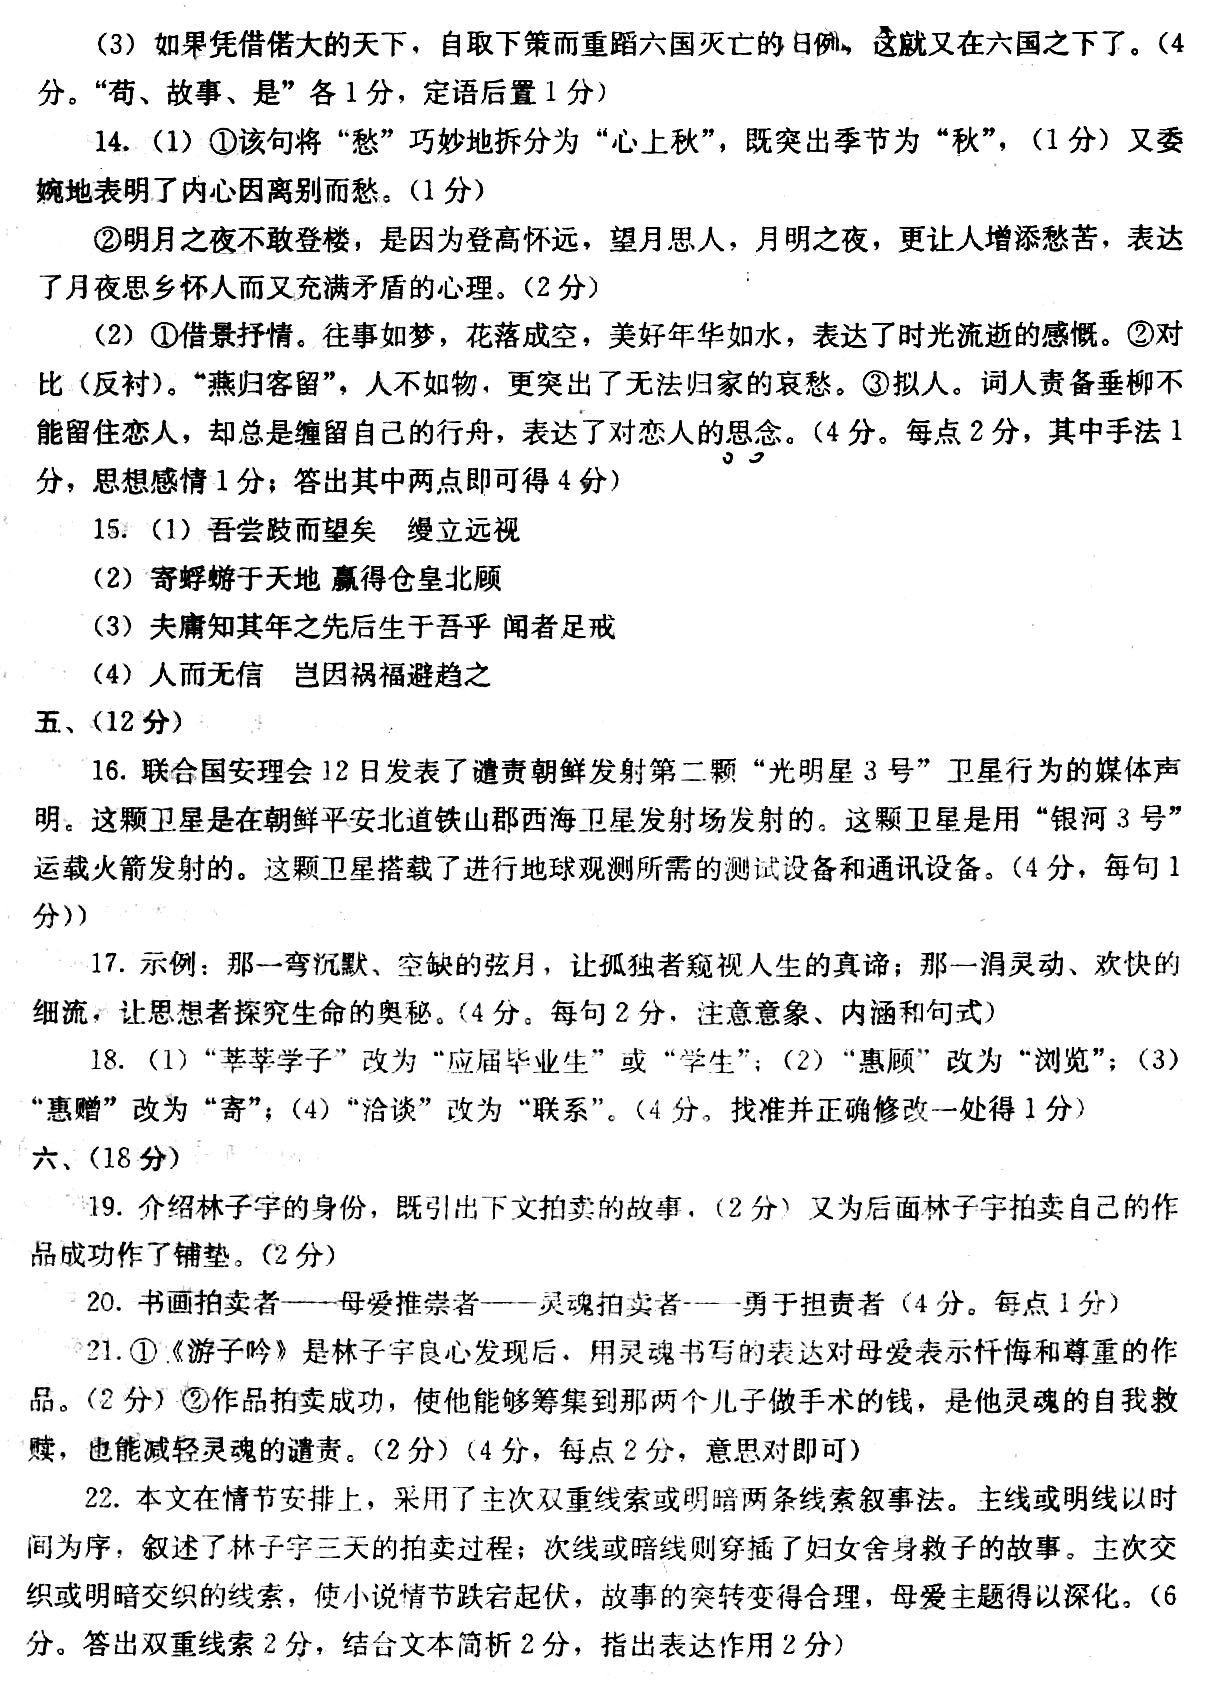 （3）如果凭借偌大的天下，自取下策而重蹈六国灭亡的旧例，这就又在六国之下了。（4
分。“苟、故事、是”各1分，定语后置1分）
14.（1）①该句将“愁”巧妙地拆分为“心上秋”，既突出季节为“秋”，（1分）又委
婉地表明了内心因离别而愁。（1分）
②明月之夜不敢登楼，是因为登高怀远，望月思人，月明之夜，更让人增添愁苦，表达
了月夜思乡怀人而又充满矛盾的心理。（2分）
（2）①借景抒情。往事如梦，花落成空，美好年华如水，表达了时光流逝的感慨。②对
比（反衬）。“燕归客留”，人不如物，更突出了无法归家的哀愁。③拟人。词人责备垂柳不
能留住恋人，却总是缠留自己的行舟，表达了对恋人的思念。（4分。每点2分，其中手法1
分，思想感情1分；答出其中两点即可得4分）
15.（1）吾尝跂而望矣 缦立远视
（2）寄蜉蝣于天地 赢得仓皇北顾
（3）夫庸知其年之先后生于吾乎 闻者足戒
（4）人而无信 岂因祸福避趋之
五、（12分）
16. 联合国安理会12日发表了谴责朝鲜发射第二颗“光明星3号”卫星行为的媒体声
明。这颗卫星是在朝鲜平安北道铁山郡西海卫星发射场发射的。这颗卫星是用“银河3号”
运载火箭发射的。这颗卫星搭载了进行地球观测所需的测试设备和通讯设备。（4分，每句1
分））
17. 示例：那一弯沉默、空缺的弦月，让孤独者窥视人生的真谛；那一涓灵动、欢快的
细流，让思想者探究生命的奥秘。（4分。每句2分，注意意象、内涵和句式）
18.（1）“莘莘学子”改为“应届毕业生”或“学生”；（2）“惠顾”改为“浏览”；（3）
“惠赠”改为“寄”；（4）“洽谈”改为“联系”。（4分。找准并正确修改一处得1分）
六、（18分）
19. 介绍林子宇的身份，既引出下文拍卖的故事，（2分）又为后面林子宇拍卖自己的作
品成功作了铺垫。（2分）
20. 书画拍卖者——母爱推崇者——灵魂拍卖者——勇于担责者（4分。每点1分）
21.①《游子吟》是林子宇良心发现后，用灵魂书写的表达对母爱表示忏悔和尊重的作
品。（2分）②作品拍卖成功，使他能够筹集到那两个儿子做手术的钱，是他灵魂的自我救
赎，也能减轻灵魂的谴责。（2分）（4分，每点2分，意思对即可）
22. 本文在情节安排上，采用了主次双重线索或明暗两条线索叙事法。主线或明线以时
间为序，叙述了林子宇三天的拍卖过程；次线或暗线则穿插了妇女舍身救子的故事。主次交
织或明暗交织的线索，使小说情节跌宕起伏，故事的突转变得合理，母爱主题得以深化。（6
分。答出双重线索2分，结合文本简析2分，指出表达作用2分）